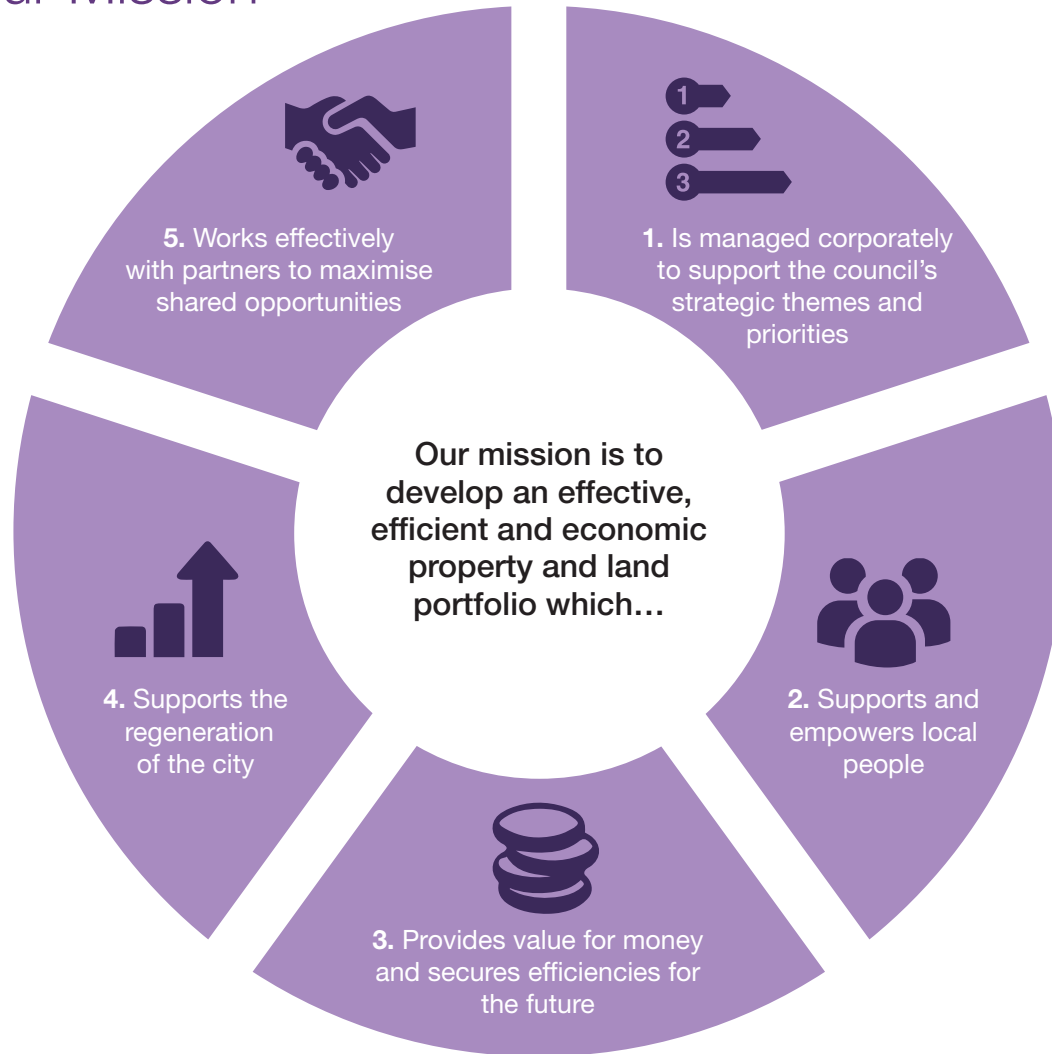 ur Mission
1
2
3
1. Is managed corporately
to support the council’s
strategic themes and
priorities
2. Supports and
empowers local
people
3. Provides value for money
and secures efficiencies for
the future
4. Supports the
regeneration
of the city
5. Works effectively
with partners to maximise
shared opportunities
Our mission is to
develop an effective,
efficient and economic
property and land
portfolio which…